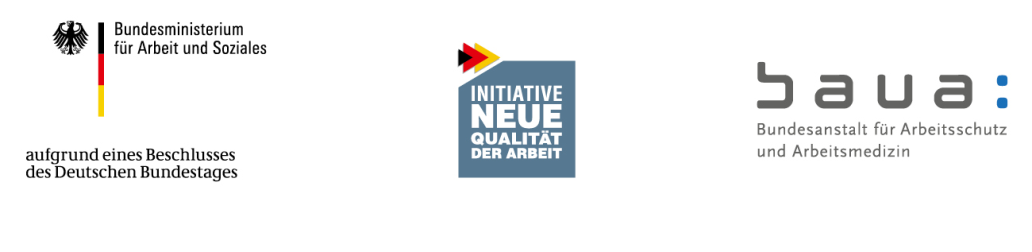 Bundesministerium
für Arbeit und Soziales
aufgrund eines Beschlusses
des Deutschen Bundestages
INITIATIVE
NEUE
QUALITÄT
DER ARBEIT
baua:
Bundesanstalt für Arbeitsschutz
und Arbeitsmedizin